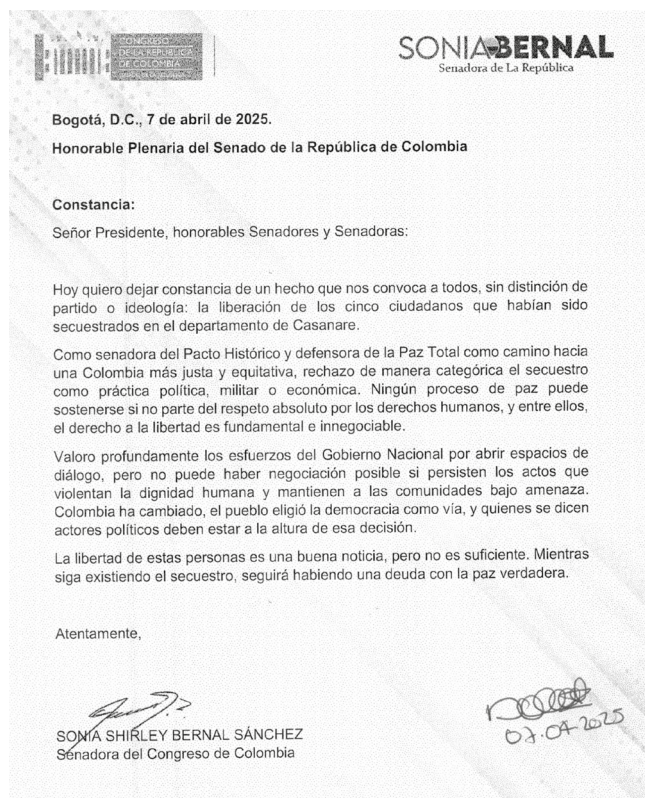 CONGRESO
DE LA REPÚBLICA
DE COLOMBIA
SONIA BERNAL
Senadora de La República
Bogotá, D.C., 7 de abril de 2025.
Honorable Plenaria del Senado de la República de Colombia
Constancia:
Señor Presidente, honorables Senadores y Senadoras:
Hoy quiero dejar constancia de un hecho que nos convoca a todos, sin distinción de
partido o ideología: la liberación de los cinco ciudadanos que habían sido
secuestrados en el departamento de Casanare.
Como senadora del Pacto Histórico y defensora de la Paz Total como camino hacia
una Colombia más justa y equitativa, rechazo de manera categórica el secuestro
como práctica política, militar o económica. Ningún proceso de paz puede
sostenerse si no parte del respeto absoluto por los derechos humanos, y entre ellos,
el derecho a la libertad es fundamental e innegociable.
Valoro profundamente los esfuerzos del Gobierno Nacional por abrir espacios de
diálogo, pero no puede haber negociación posible si persisten los actos que
violentan la dignidad humana y mantienen a las comunidades bajo amenaza.
Colombia ha cambiado, el pueblo eligió la democracia como vía, y quienes se dicen
actores políticos deben estar a la altura de esa decisión.
La libertad de estas personas es una buena noticia, pero no es suficiente. Mientras
siga existiendo el secuestro, seguirá habiendo una deuda con la paz verdadera.
Atentamente,
SONIA SHIRLEY BERNAL SÁNCHEZ
Senadora del Congreso de Colombia
07.04-2025